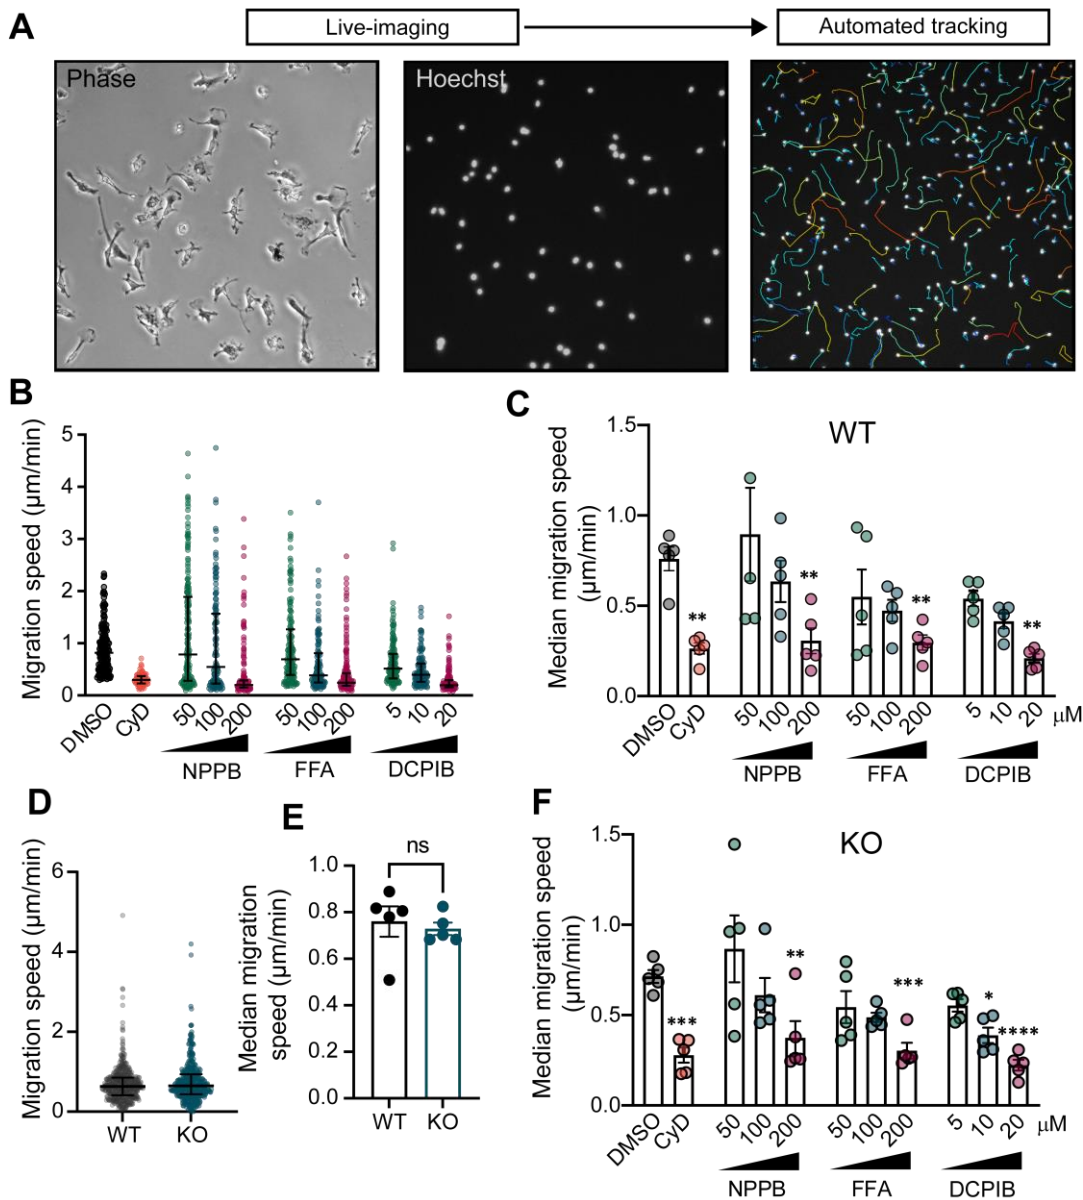 A
Live-imaging
Automated tracking
Phase
Hoechst
B
Migration speed (µm/min)
5
4
3
2
1
0
DMSO
CyD
50
100
200
50
100
200
5
10
20
NPPB
FFA
DCPIB
C
WT
Median migration speed
(µm/min)
1.5
1.0
0.5
0.0
**
**
**
**
DMSO
CyD
50
100
200
50
100
200
5
10
20
µM
NPPB
FFA
DCPIB
D
Migration speed (µm/min)
6
4
2
0
WT
KO
E
Median migration
speed (µm/min)
1.0
0.8
0.6
0.4
0.2
0.0
ns
WT
KO
F
KO
Median migration speed
(µm/min)
1.5
1.0
0.5
0.0
***
**
***
*
****
DMSO
CyD
50
100
200
50
100
200
5
10
20
µM
NPPB
FFA
DCPIB